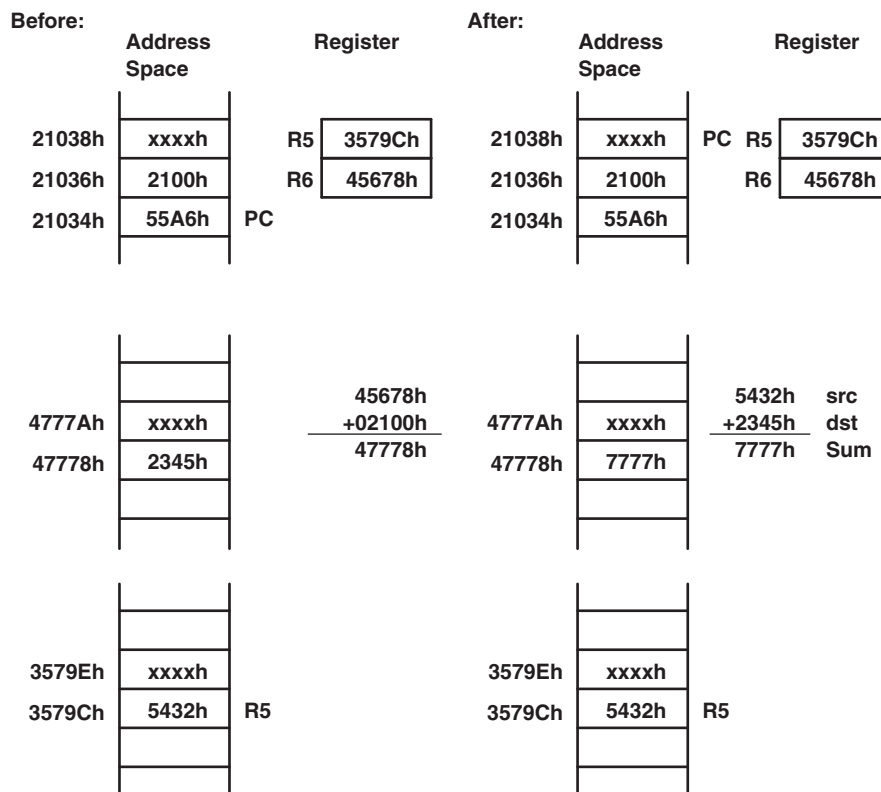 Before:
Address Space
Register
21038h xxxxh R5 3579Ch
21036h 2100h R6 45678h
21034h 55A6h PC
4777Ah xxxxh
47778h 2345h
45678h
+02100h
47778h
3579Eh xxxxh
3579Ch 5432h R5
After:
Address Space
Register
21038h xxxxh PC R5 3579Ch
21036h 2100h R6 45678h
21034h 55A6h
4777Ah xxxxh
47778h 7777h
5432h src
+2345h dst
7777h Sum
3579Eh xxxxh
3579Ch 5432h R5